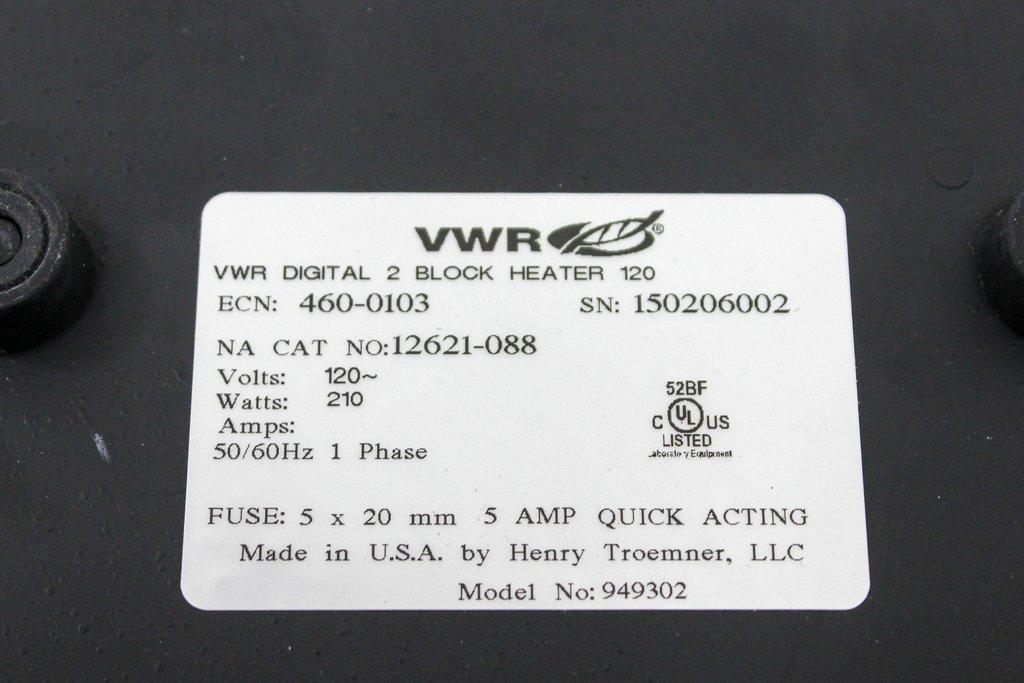 VWR®
VWR DIGITAL 2 BLOCK HEATER 120
ECN: 460-0103 SN: 150206002
NA CAT NO:12621-088
Volts: 120~
Watts: 210
Amps:
50/60Hz 1 Phase
52BF
C UL US
LISTED
Laboratory Equipment
FUSE: 5 x 20 mm 5 AMP QUICK ACTING
Made in U.S.A. by Henry Troemner, LLC
Model No: 949302